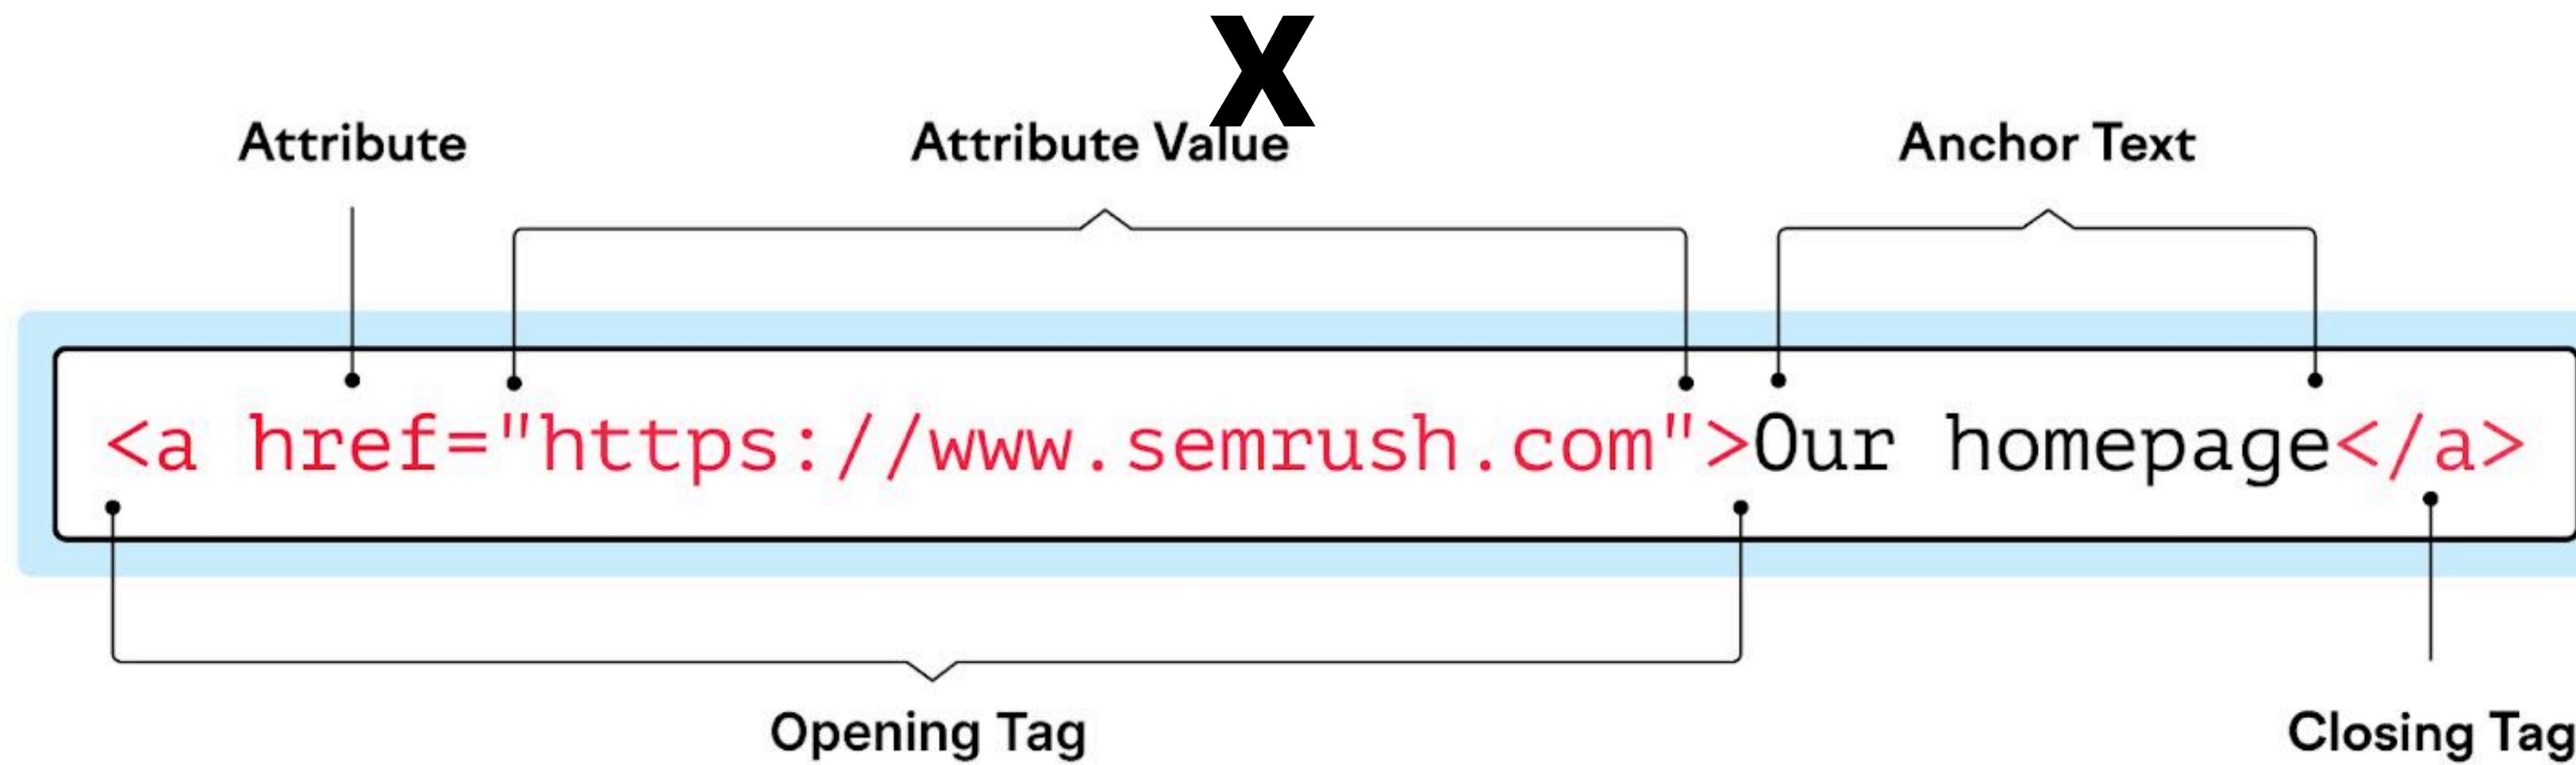 X
Attribute Attribute Value Anchor Text
<a href="https://www.semrush.com">Our homepage</a>
Opening Tag Closing Tag